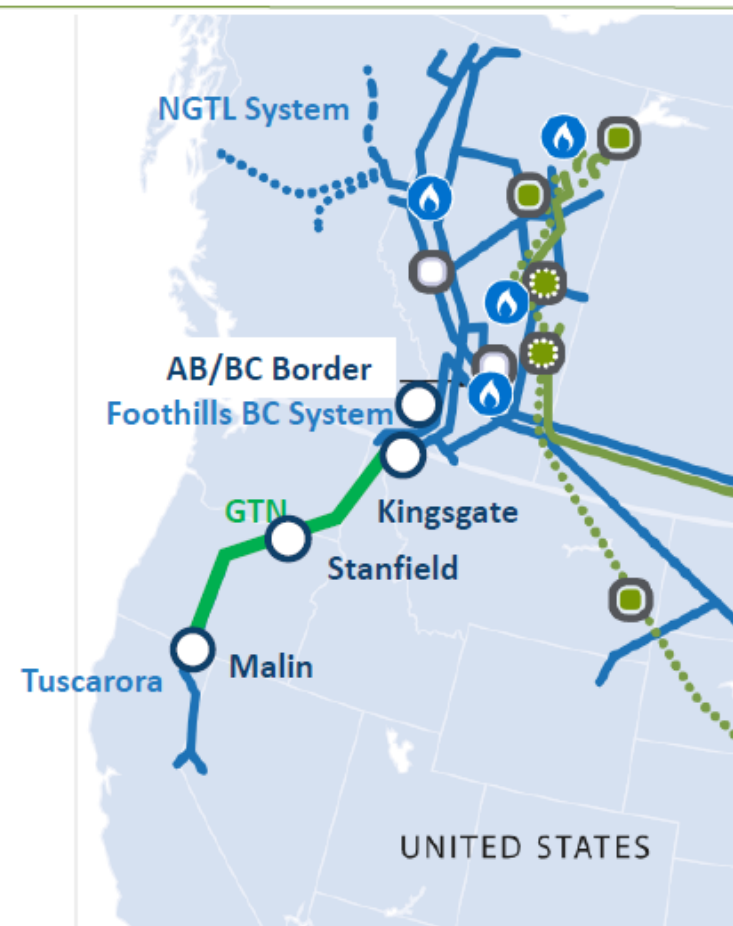 NGTL System
AB/BC Border
Foothills BC System
GTN
Kingsgate
Stanfield
Malin
Tuscarora
UNITED STATES